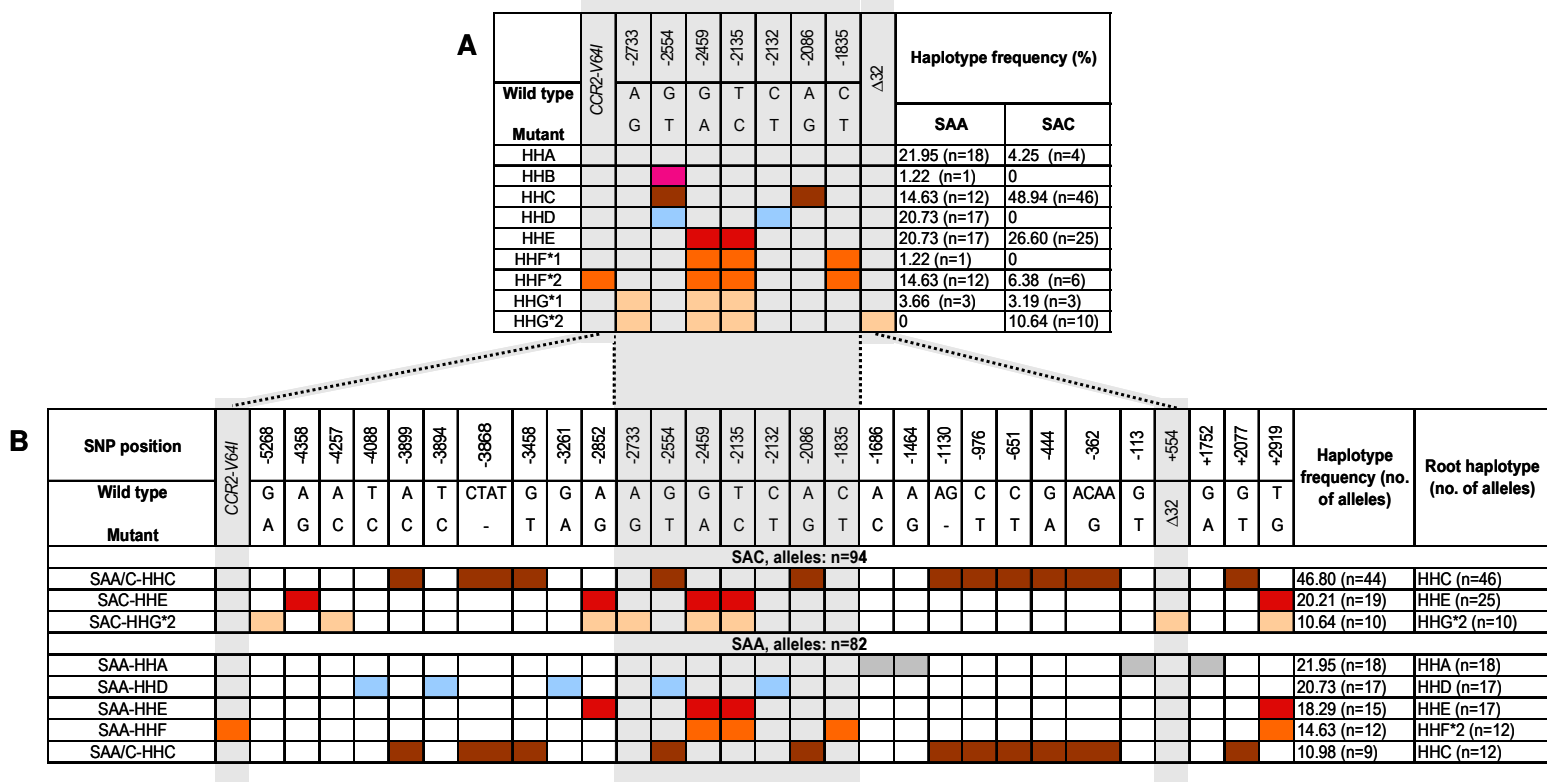 A
CCR2-V64I -2733 -2554 -2459 -2135 -2132 -2086 -1835 Δ32 Haplotype frequency (%)
Wild type A G G T C A C
Mutant G T A C T G T SAA SAC
HHA 21.95 (n=18) 4.25 (n=4)
HHB 1.22 (n=1) 0
HHC 14.63 (n=12) 48.94 (n=46)
HHD 20.73 (n=17) 0
HHE 20.73 (n=17) 26.60 (n=25)
HHF*1 1.22 (n=1) 0
HHF*2 14.63 (n=12) 6.38 (n=6)
HHG*1 3.66 (n=3) 3.19 (n=3)
HHG*2 0 10.64 (n=10)
B
SNP position CCR2-V64I -5268 -4358 -4257 -4088 -3899 -3894 -3868 -3458 -3261 -2852 -2733 -2554 -2459 -2135 -2132 -2086 -1835 -1686 -1464 -1130 -976 -651 -444 -362 -113 +554 +1752 +2077 +2919 Haplotype frequency (no. of alleles) Root haplotype (no. of alleles)
Wild type G A A T A T CTAT G G A A G G T C A C A A AG C C G ACAA G Δ32 G G T
Mutant A G C C C C - T A G G T A C T G T C G - T T A G T A T G
SAC, alleles: n=94
SAA/C-HHC 46.80 (n=44) HHC (n=46)
SAC-HHE 20.21 (n=19) HHE (n=25)
SAC-HHG*2 10.64 (n=10) HHG*2 (n=10)
SAA, alleles: n=82
SAA-HHA 21.95 (n=18) HHA (n=18)
SAA-HHD 20.73 (n=17) HHD (n=17)
SAA-HHE 18.29 (n=15) HHE (n=17)
SAA-HHF 14.63 (n=12) HHF*2 (n=12)
SAA/C-HHC 10.98 (n=9) HHC (n=12)